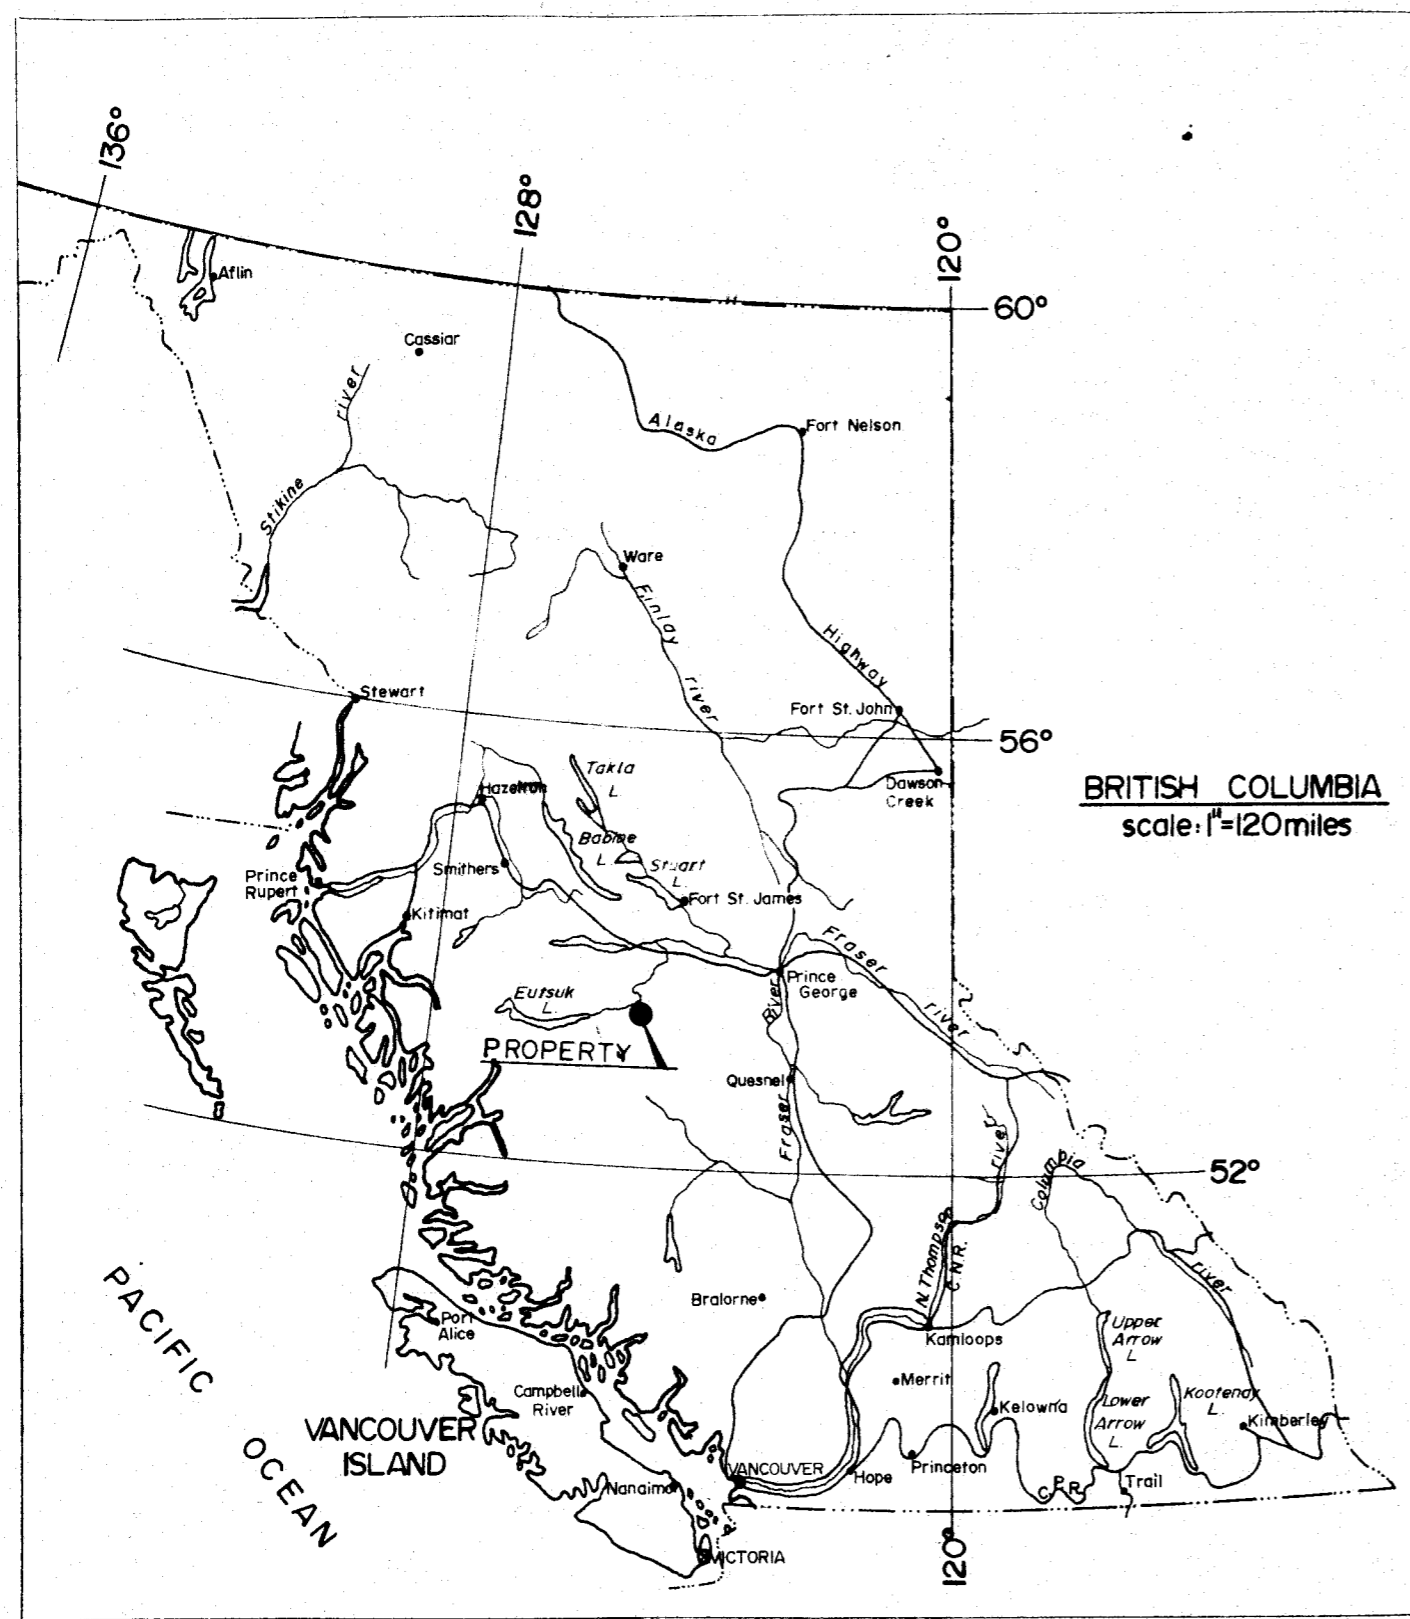 136°
128°
120°
Aflin
60°
Cassiar
river
Alaska
Fort Nelson
Stikine
Ware
Finlay
river
Highway
Stewart
Fort St. John
56°
Takla
L.
Dawson
Creek
BRITISH COLUMBIA
scale: 1"=120miles
Hazelton
Babine
L.
Stuart
L.
Smithers
Prince
Rupert
Fort St. James
Kitimat
Fraser
river
Prince
George
River
Eutsuk
L.
PROPERTY
Quesnel
Fraser
river
52°
Columbia
river
N. Thompson
C.N.R.
PACIFIC
OCEAN
Bralorne
Port
Alice
Kamloops
Upper
Arrow
L.
Merrit
Campbell
River
Kelowna
Lower
Arrow
L.
Kootenay
L.
Kimberley
VANCOUVER
ISLAND
VANCOUVER
Hope
Princeton
Nanaimo
C.P.R.
Trail
VICTORIA
120°